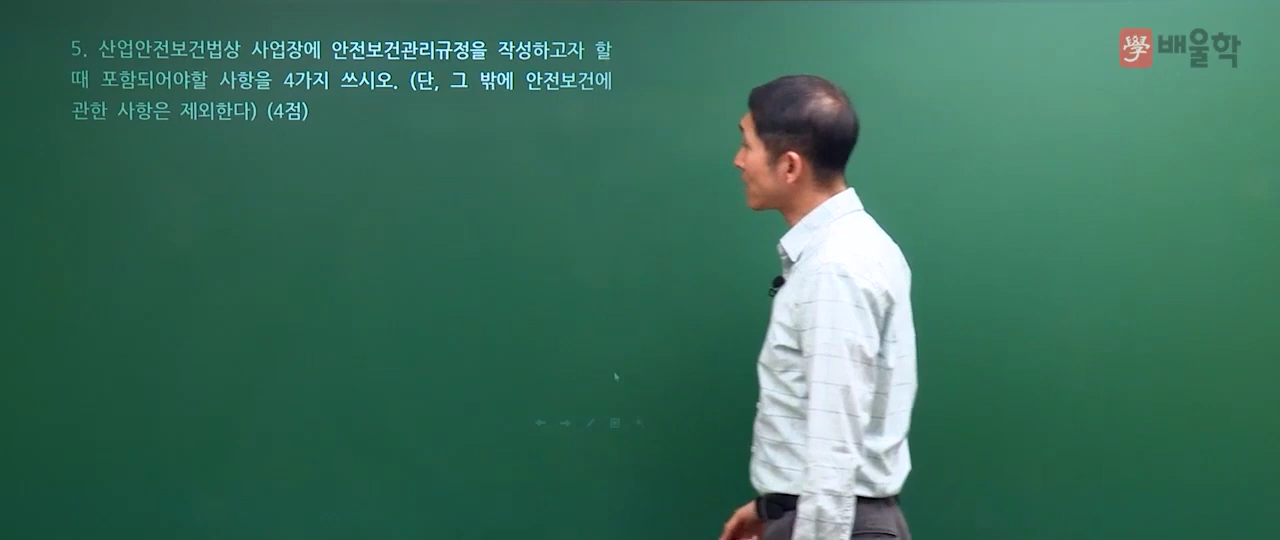 5. 산업안전보건법상 사업장에 안전보건관리규정을 작성하고자 할
때 포함되어야할 사항을 4가지 쓰시오. (단, 그 밖에 안전보건에
관한 사항은 제외한다) (4점)
學 배울학